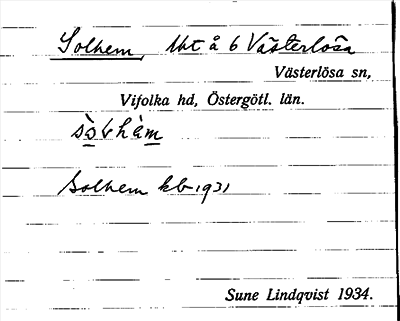 Solhem, lht å 6 Västerlösa
Västerlösa sn,
Vifolka hd, Östergötl. län.
Solhem kb 1931
Sune Lindqvist 1934.